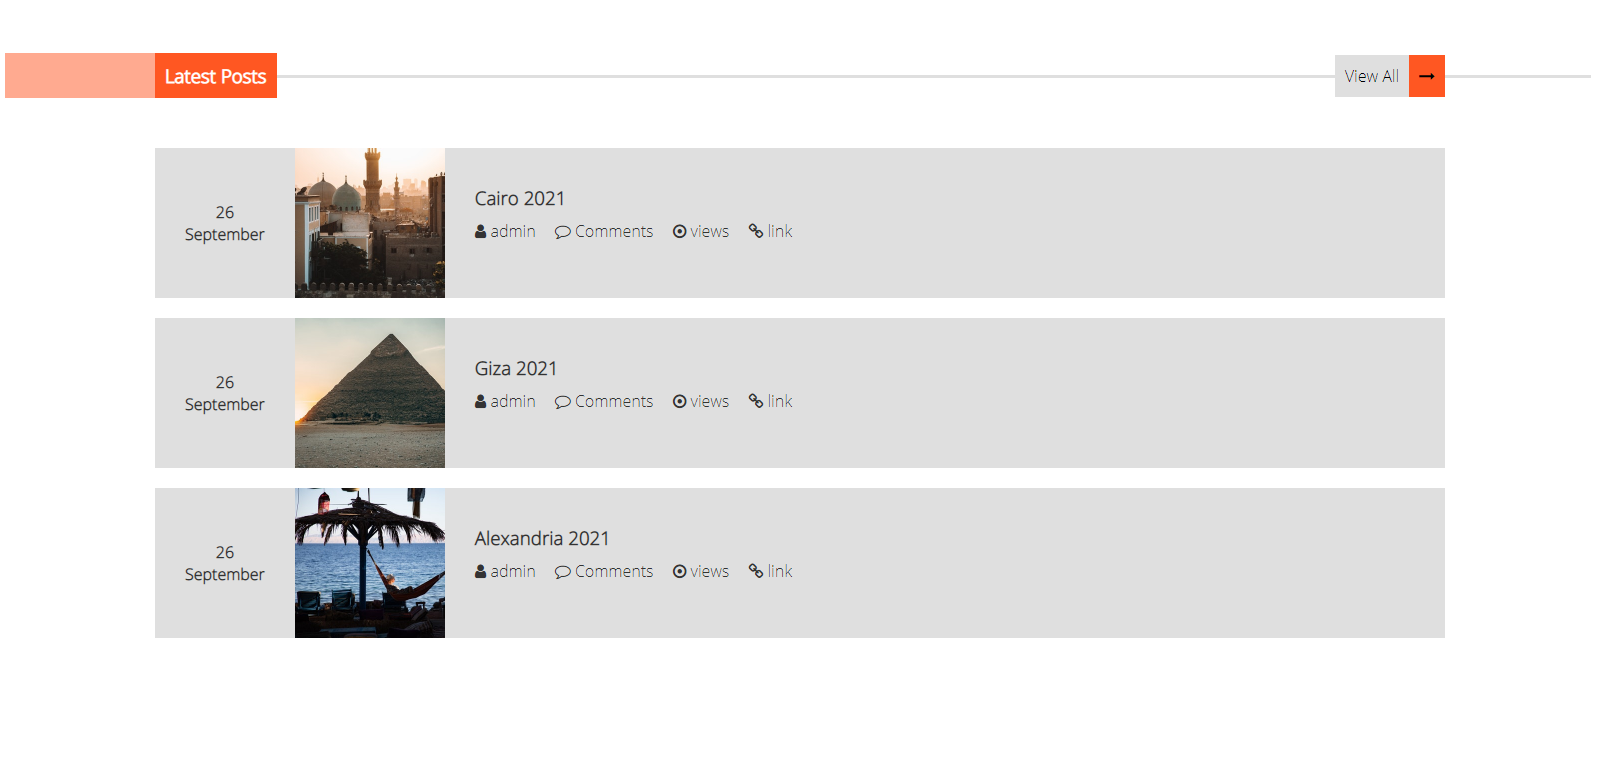 Latest Posts
View All
26
September
Cairo 2021
admin Comments views link
26
September
Giza 2021
admin Comments views link
26
September
Alexandria 2021
admin Comments views link